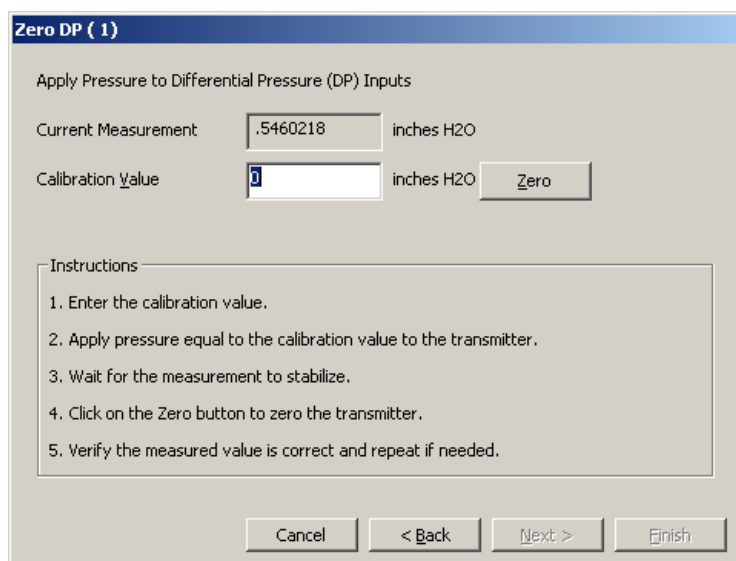 Zero DP ( 1)
Apply Pressure to Differential Pressure (DP) Inputs
Current Measurement .5460218 inches H2O
Calibration Value 0 inches H2O Zero
Instructions
1. Enter the calibration value.
2. Apply pressure equal to the calibration value to the transmitter.
3. Wait for the measurement to stabilize.
4. Click on the Zero button to zero the transmitter.
5. Verify the measured value is correct and repeat if needed.
Cancel < Back Next > Finish